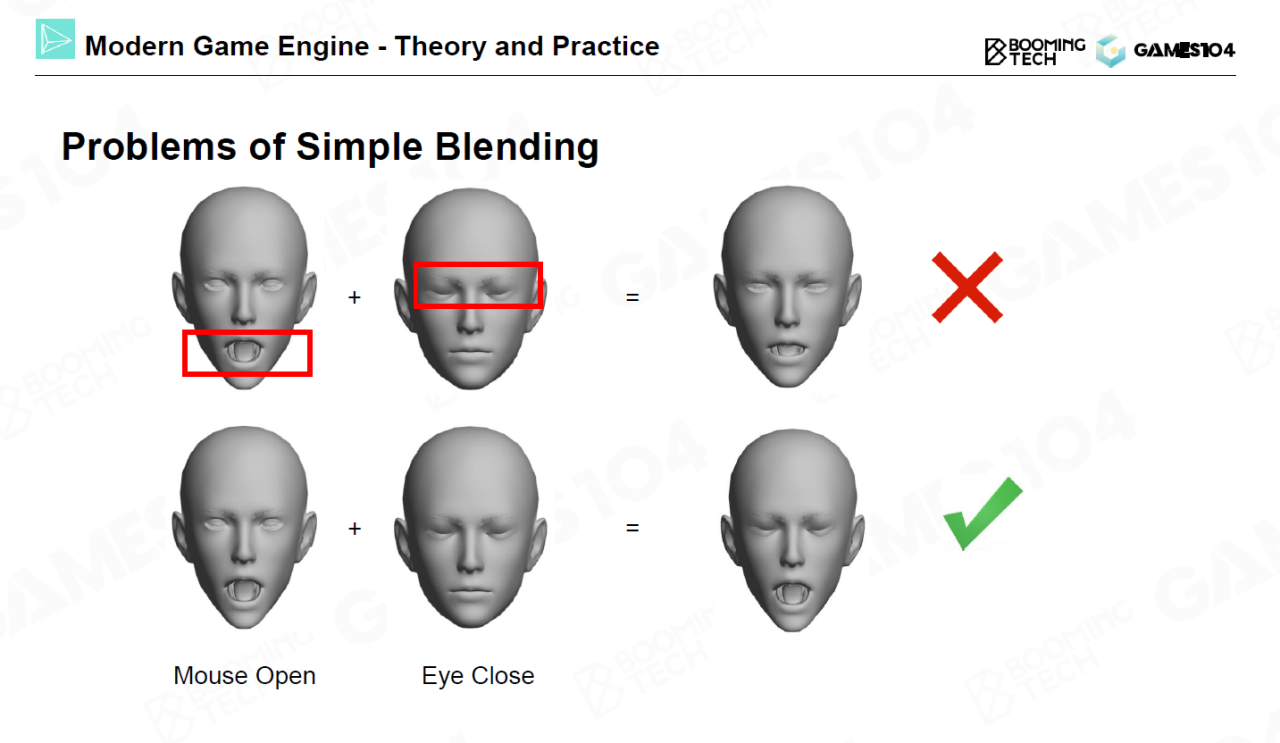 Modern Game Engine - Theory and Practice
BOOMING
TECH
GAMES104
Problems of Simple Blending
+
=
+
=
Mouse Open
Eye Close